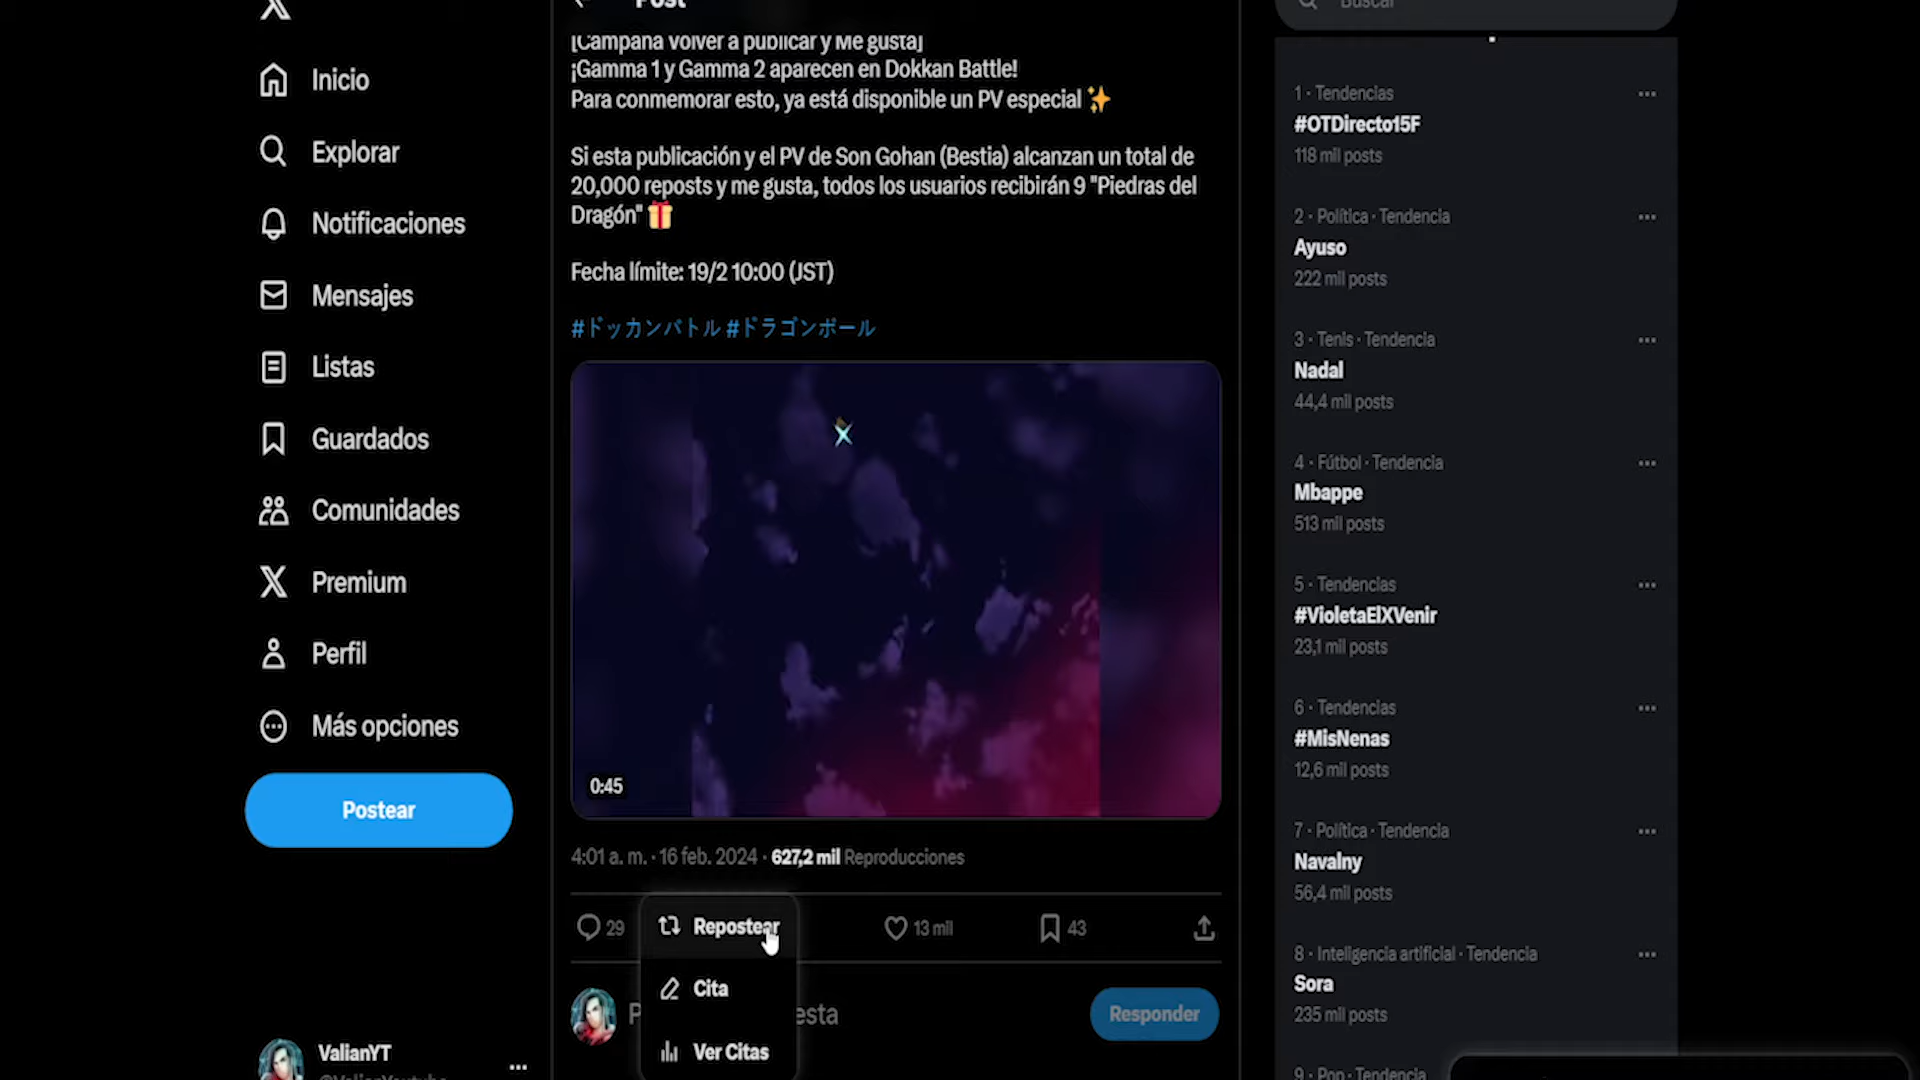 Inicio
Explorar
Notificaciones
Mensajes
Listas
Guardados
Comunidades
Premium
Perfil
Más opciones
Postear
ValianYT
Post
[Campaña volver a publicar y Me gusta]
¡Gamma 1 y Gamma 2 aparecen en Dokkan Battle!
Para conmemorar esto, ya está disponible un PV especial ✨
Si esta publicación y el PV de Son Gohan (Bestia) alcanzan un total de
20,000 reposts y me gusta, todos los usuarios recibirán 9 "Piedras del
Dragón" 🎁
Fecha límite: 19/2 10:00 (JST)
#ドッカンバトル #ドラゴンボール
0:45
4:01 a. m. · 16 feb. 2024 · 627,2 mil Reproducciones
29
Repostear
13 mil
43
Cita
Ver Citas
Responder
Buscar
1 · Tendencias
#OTDirecto15F
118 mil posts
2 · Política · Tendencia
Ayuso
222 mil posts
3 · Tenis · Tendencia
Nadal
44,4 mil posts
4 · Fútbol · Tendencia
Mbappe
513 mil posts
5 · Tendencias
#VioletaElXVenir
23,1 mil posts
6 · Tendencias
#MisNenas
12,6 mil posts
7 · Política · Tendencia
Navalny
56,4 mil posts
8 · Inteligencia artificial · Tendencia
Sora
235 mil posts
9 · Pop · Tendencia